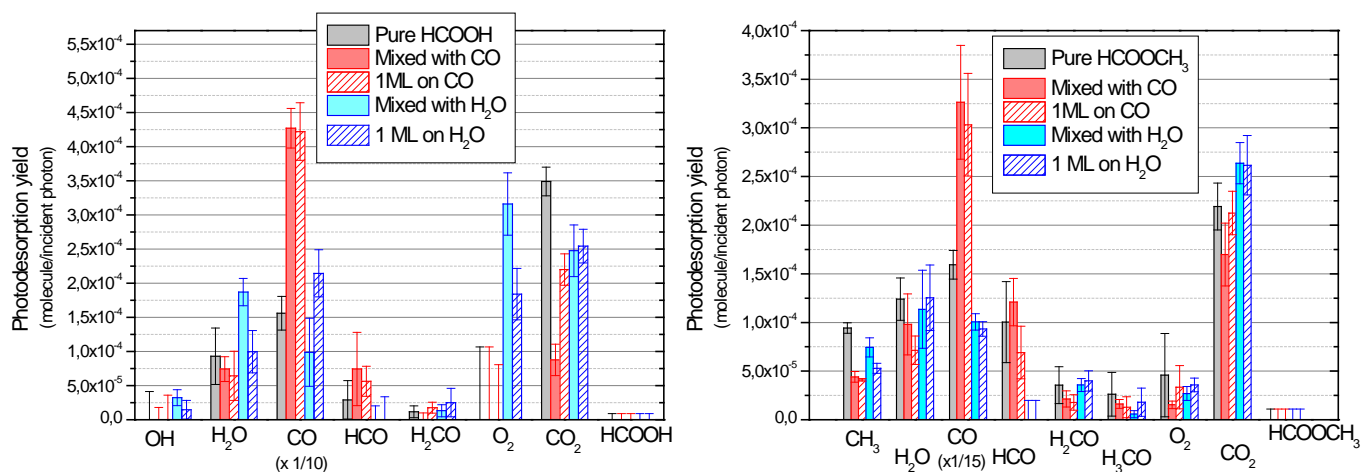 Photodesorption yield
(molecule/incident photon)
5,5x10⁻⁴
5,0x10⁻⁴
4,5x10⁻⁴
4,0x10⁻⁴
3,5x10⁻⁴
3,0x10⁻⁴
2,5x10⁻⁴
2,0x10⁻⁴
1,5x10⁻⁴
1,0x10⁻⁴
5,0x10⁻⁵
0,0
Pure HCOOH
Mixed with CO
1ML on CO
Mixed with H₂O
1 ML on H₂O
OH
H₂O
CO
(x 1/10)
HCO
H₂CO
O₂
CO₂
HCOOH
Photodesorption yield
(molecule/incident photon)
4,0x10⁻⁴
3,5x10⁻⁴
3,0x10⁻⁴
2,5x10⁻⁴
2,0x10⁻⁴
1,5x10⁻⁴
1,0x10⁻⁴
5,0x10⁻⁵
0,0
Pure HCOOCH₃
Mixed with CO
1ML on CO
Mixed with H₂O
1 ML on H₂O
CH₃
H₂O
CO
(x1/15)
HCO
H₂CO
H₃CO
O₂
CO₂
HCOOCH₃